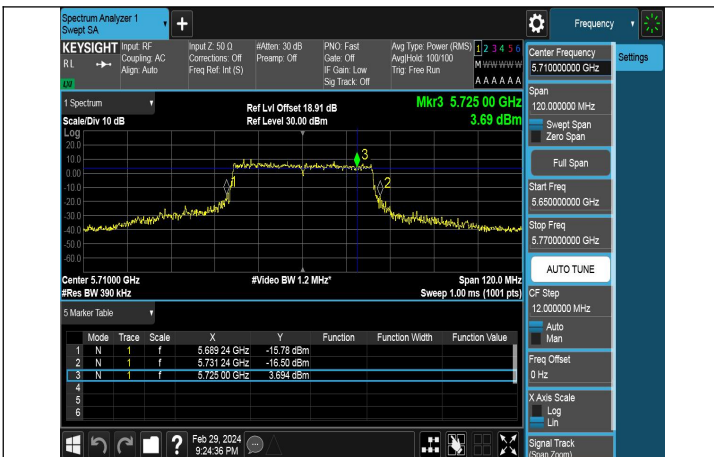 Spectrum Analyzer 1
Swept SA
Frequency
KEYSIGHT
RL
Input: RF
Coupling: AC
Align: Auto
Input Z: 50 Ω
Corrections: Off
Freq Ref: Int (S)
#Atten: 30 dB
Preamp: Off
PNO: Fast
Gate: Off
IF Gain: Low
Sig Track: Off
Avg Type: Power (RMS)
Avg|Hold: 100/100
Trig: Free Run
1 2 3 4 5 6
M W W W W W
A A A A A A
1 Spectrum
Scale/Div 10 dB
Ref Lvl Offset 18.91 dB
Ref Level 30.00 dBm
Mkr3 5.725 00 GHz
3.69 dBm
Log
20.0
10.0
0.00
-10.0
-20.0
-30.0
-40.0
-50.0
-60.0
1
3
2
Center 5.71000 GHz
#Res BW 390 kHz
#Video BW 1.2 MHz*
Span 120.0 MHz
Sweep 1.00 ms (1001 pts)
5 Marker Table
Mode Trace Scale X Y Function Function Width Function Value
1 N 1 f 5.689 24 GHz -15.78 dBm
2 N 1 f 5.731 24 GHz -16.50 dBm
3 N 1 f 5.725 00 GHz 3.694 dBm
4
5
6
Feb 29, 2024
9:24:36 PM
Center Frequency
5.710000000 GHz
Settings
Span
120.000000 MHz
Swept Span
Zero Span
Full Span
Start Freq
5.650000000 GHz
Stop Freq
5.770000000 GHz
AUTO TUNE
CF Step
12.000000 MHz
Auto
Man
Freq Offset
0 Hz
X Axis Scale
Log
Lin
Signal Track
(Span Zoom)